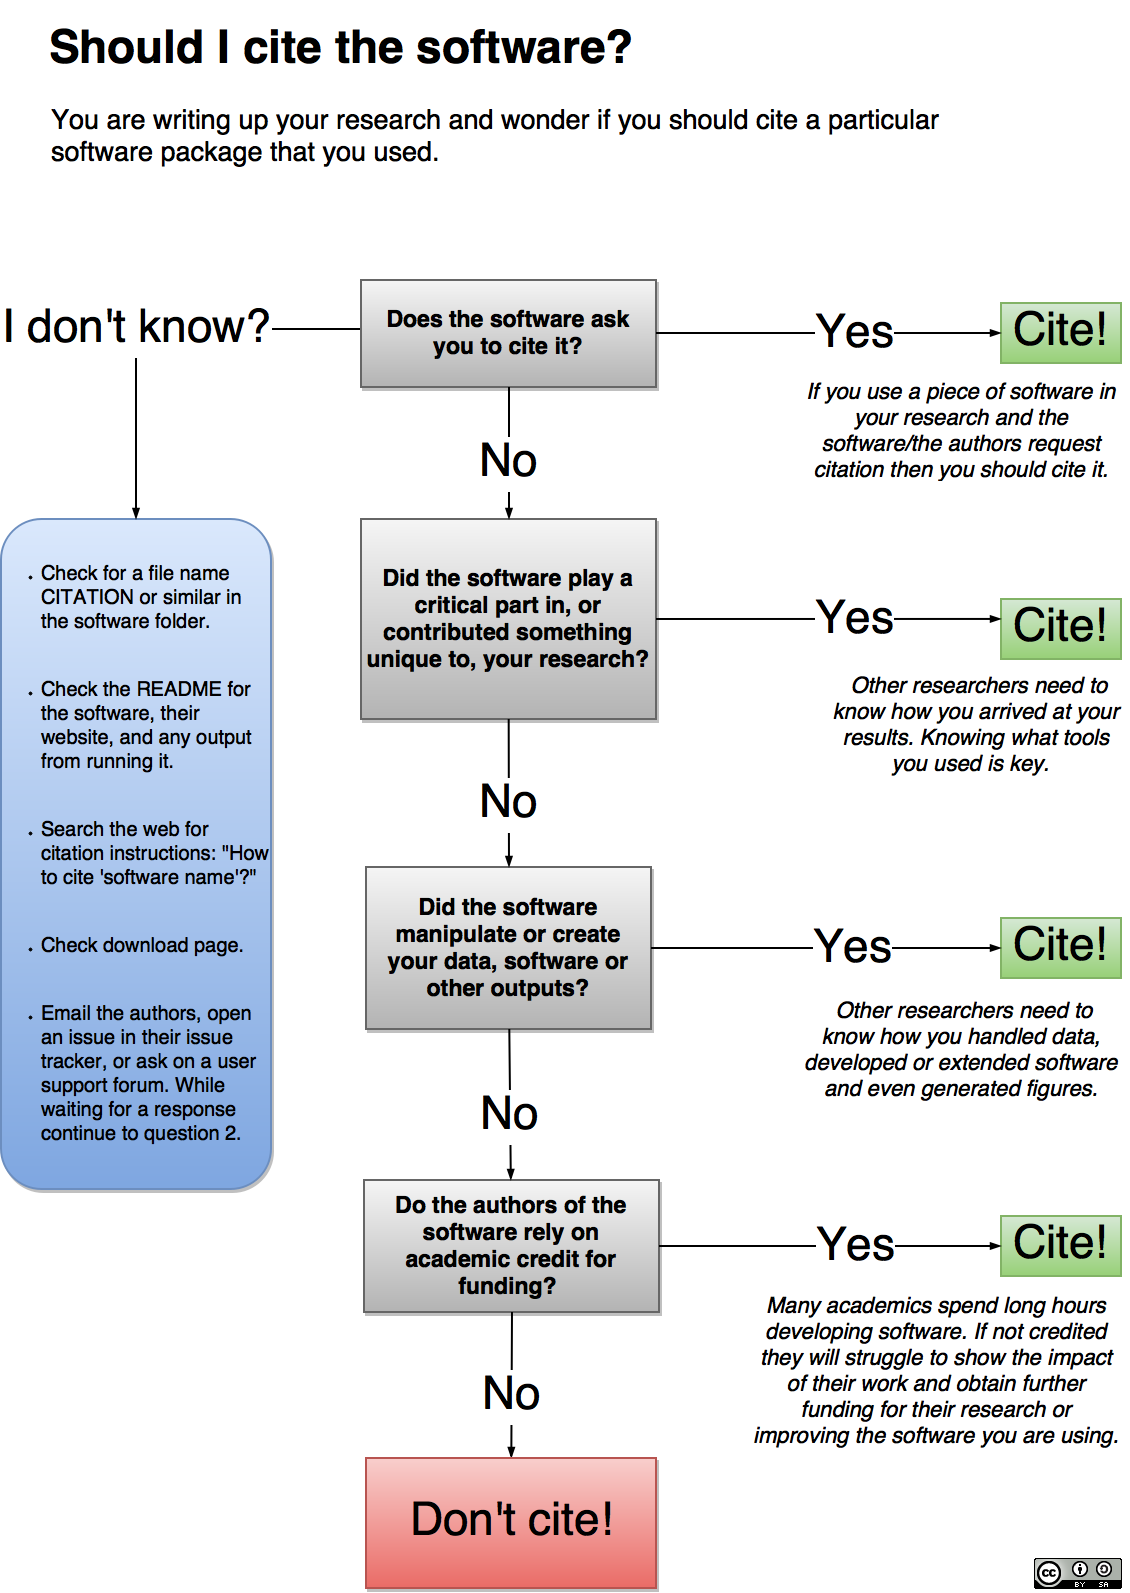 Should I cite the software?
You are writing up your research and wonder if you should cite a particular
software package that you used.
I don't know?
Does the software ask
you to cite it?
Yes
Cite!
If you use a piece of software in
your research and the
software/the authors request
citation then you should cite it.
No
Check for a file name
CITATION or similar in
the software folder.
Check the README for
the software, their
website, and any output
from running it.
Search the web for
citation instructions: "How
to cite 'software name'?"
Check download page.
Email the authors, open
an issue in their issue
tracker, or ask on a user
support forum. While
waiting for a response
continue to question 2.
Did the software play a
critical part in, or
contributed something
unique to, your research?
Yes
Cite!
Other researchers need to
know how you arrived at your
results. Knowing what tools
you used is key.
No
Did the software
manipulate or create
your data, software or
other outputs?
Yes
Cite!
Other researchers need to
know how you handled data,
developed or extended software
and even generated figures.
No
Do the authors of the
software rely on
academic credit for
funding?
Yes
Cite!
Many academics spend long hours
developing software. If not credited
they will struggle to show the impact
of their work and obtain further
funding for their research or
improving the software you are using.
No
Don't cite!
cc
BY SA